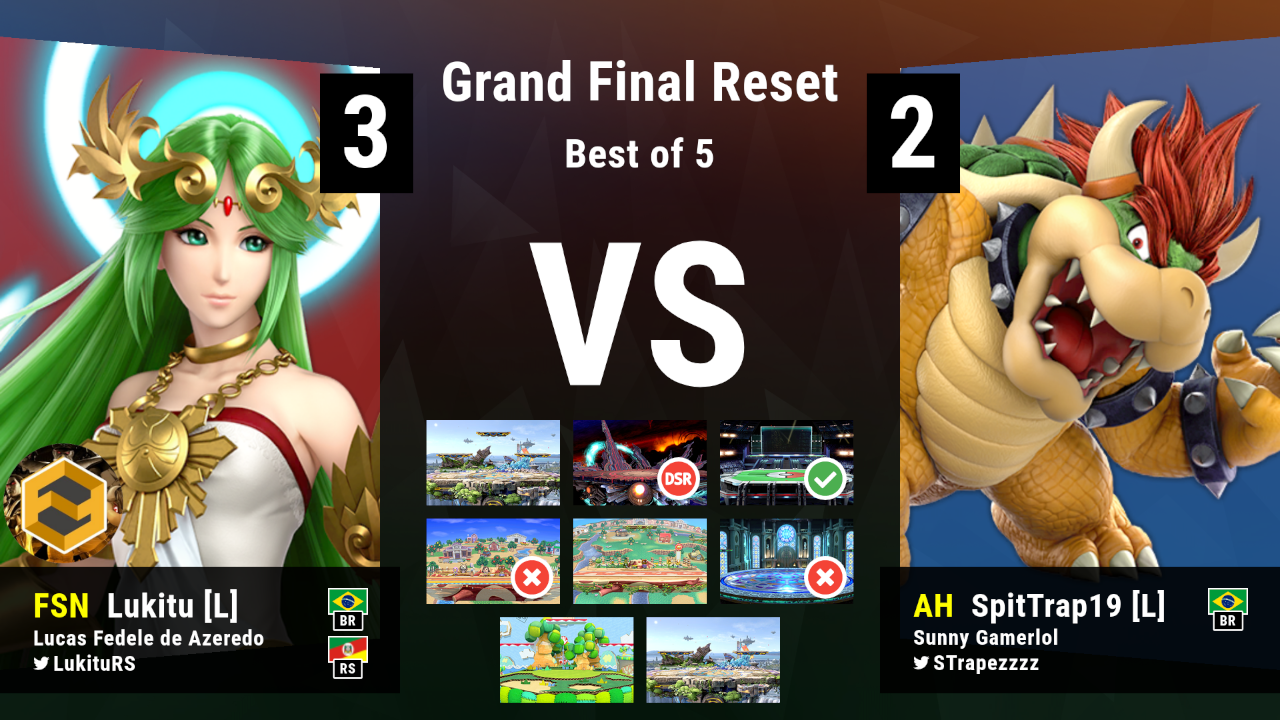 Grand Final Reset
Best of 5
3
2
VS
DSR
FSN Lukitu [L]
Lucas Fedele de Azeredo
LukituRS
BR
RS
AH SpitTrap19 [L]
Sunny Gamerlol
STrapezzzz
BR